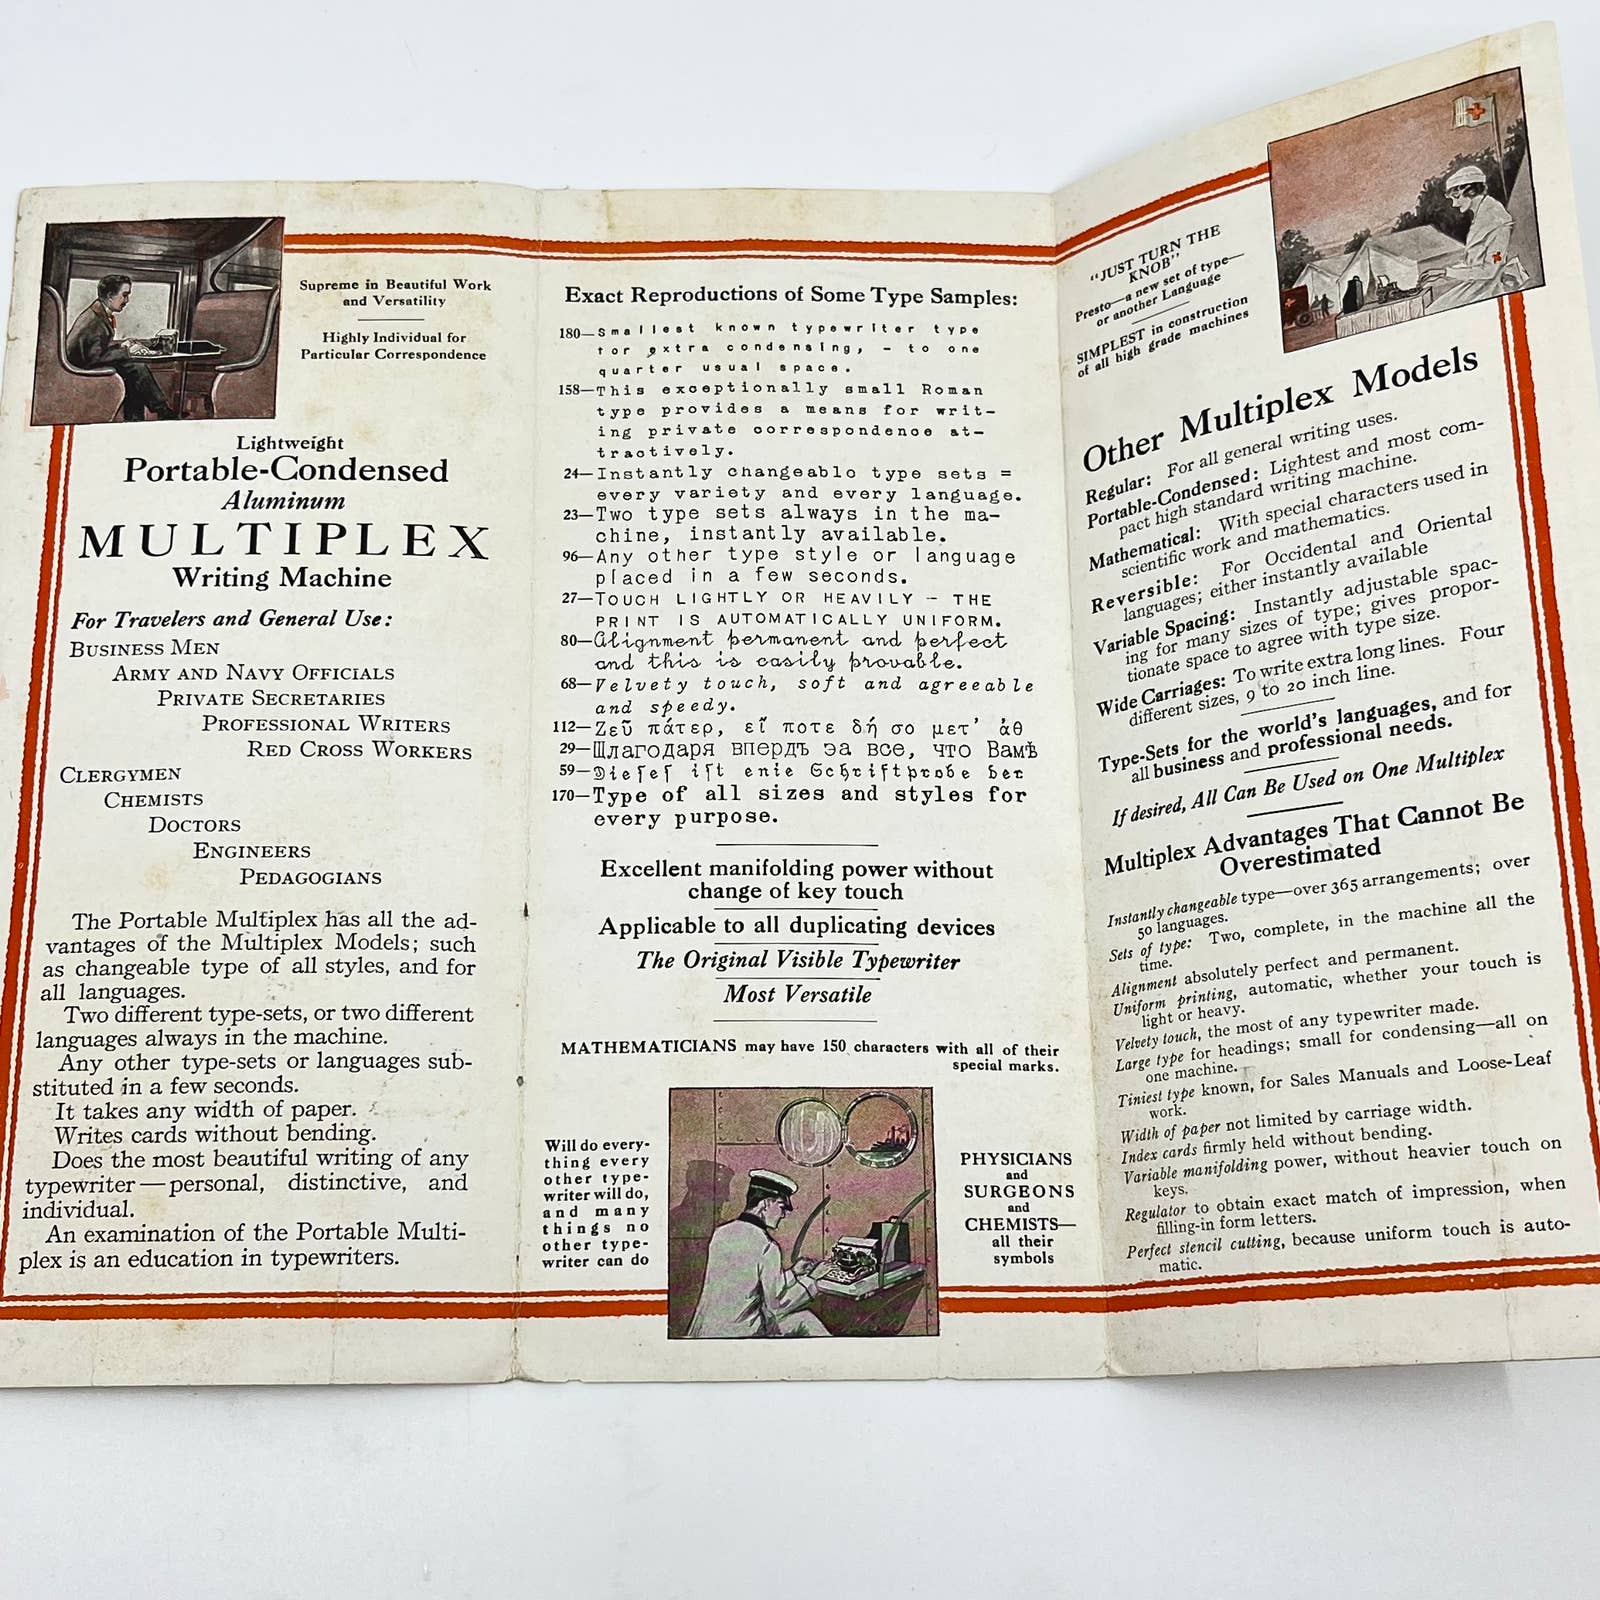 Supreme in Beautiful Work
and Versatility
Highly Individual for
Particular Correspondence
Lightweight
Portable-Condensed
Aluminum
MULTIPLEX
Writing Machine
For Travelers and General Use:
BUSINESS MEN
ARMY AND NAVY OFFICIALS
PRIVATE SECRETARIES
PROFESSIONAL WRITERS
RED CROSS WORKERS
CLERGYMEN
CHEMISTS
DOCTORS
ENGINEERS
PEDAGOGIANS
The Portable Multiplex has all the ad-
vantages of the Multiplex Models; such
as changeable type of all styles, and for
all languages.
Two different type-sets, or two different
languages always in the machine.
Any other type-sets or languages sub-
stituted in a few seconds.
It takes any width of paper.
Writes cards without bending.
Does the most beautiful writing of any
typewriter—personal, distinctive, and
individual.
An examination of the Portable Multi-
plex is an education in typewriters.
Exact Reproductions of Some Type Samples:
180—Smallest known typewriter type
for extra condensing, - to one
quarter usual space.
158—This exceptionally small Roman
type provides a means for writ-
ing private correspondence at-
tractively.
24—Instantly changeable type sets =
every variety and every language.
23—Two type sets always in the ma-
chine, instantly available.
96—Any other type style or language
placed in a few seconds.
27—TOUCH LIGHTLY OR HEAVILY - THE
PRINT IS AUTOMATICALLY UNIFORM.
80—Alignment permanent and perfect
and this is easily provable.
68—Velvety touch, soft and agreeable
and speedy.
112—Ζεῦ πάτερ, εἴ ποτε δή σο μετ' ἀθ
29—Шлагодаря впердъ за все, что Вамъ
59—Dieses ist enie Schriftprobe der
170—Type of all sizes and styles for
every purpose.
Excellent manifolding power without
change of key touch
Applicable to all duplicating devices
The Original Visible Typewriter
Most Versatile
MATHEMATICIANS may have 150 characters with all of their
special marks.
Will do every-
thing every
other type-
writer will do,
and many
things no
other type-
writer can do
PHYSICIANS
and
SURGEONS
and
CHEMISTS—
all their
symbols
"JUST TURN THE
KNOB"
Presto—a new set of type—
or another Language
SIMPLEST in construction
of all high grade machines
Other Multiplex Models
Regular: For all general writing uses.
Portable-Condensed: Lightest and most com-
pact high standard writing machine.
Mathematical: With special characters used in
scientific work and mathematics.
Reversible: For Occidental and Oriental
languages; either instantly available
Variable Spacing: Instantly adjustable spac-
ing for many sizes of type; gives propor-
tionate space to agree with type size.
Wide Carriages: To write extra long lines. Four
different sizes, 9 to 20 inch line.
Type-Sets for the world's languages, and for
all business and professional needs.
If desired, All Can Be Used on One Multiplex
Multiplex Advantages That Cannot Be
Overestimated
Instantly changeable type—over 365 arrangements; over
50 languages.
Sets of type: Two, complete, in the machine all the
time.
Alignment absolutely perfect and permanent.
Uniform printing, automatic, whether your touch is
light or heavy.
Velvety touch, the most of any typewriter made.
Large type for headings; small for condensing—all on
one machine.
Tiniest type known, for Sales Manuals and Loose-Leaf
work.
Width of paper not limited by carriage width.
Index cards firmly held without bending.
Variable manifolding power, without heavier touch on
keys.
Regulator to obtain exact match of impression, when
filling-in form letters.
Perfect stencil cutting, because uniform touch is auto-
matic.